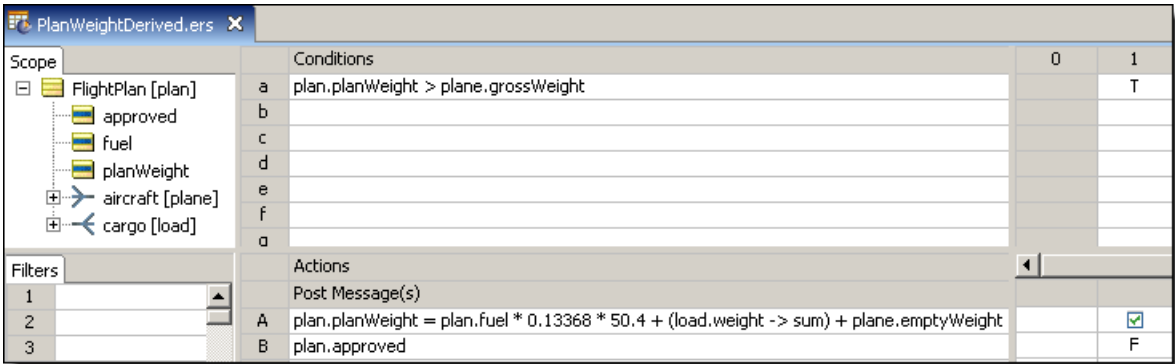 PlanWeightDerived.ers
Scope
Conditions 0 1
FlightPlan [plan]
approved
fuel
planWeight
aircraft [plane]
cargo [load]
a plan.planWeight > plane.grossWeight T
b
c
d
e
f
g
Filters
1
2
3
Actions
Post Message(s)
A plan.planWeight = plan.fuel * 0.13368 * 50.4 + (load.weight -> sum) + plane.emptyWeight
B plan.approved F